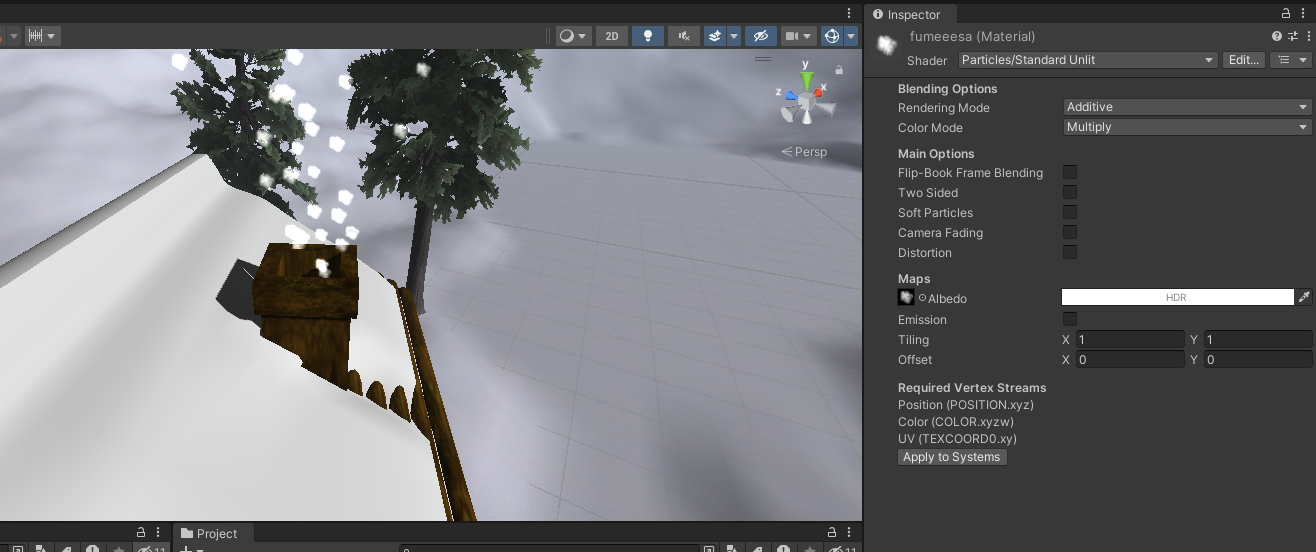 Inspector
2D
fumeeesa (Material)
Shader Particles/Standard Unlit Edit...
y
x
z
Persp
Blending Options
Rendering Mode Additive
Color Mode Multiply
Main Options
Flip-Book Frame Blending
Two Sided
Soft Particles
Camera Fading
Distortion
Maps
Albedo HDR
Emission
Tiling X 1 Y 1
Offset X 0 Y 0
Required Vertex Streams
Position (POSITION.xyz)
Color (COLOR.xyzw)
UV (TEXCOORD0.xy)
Apply to Systems
Project
11
11